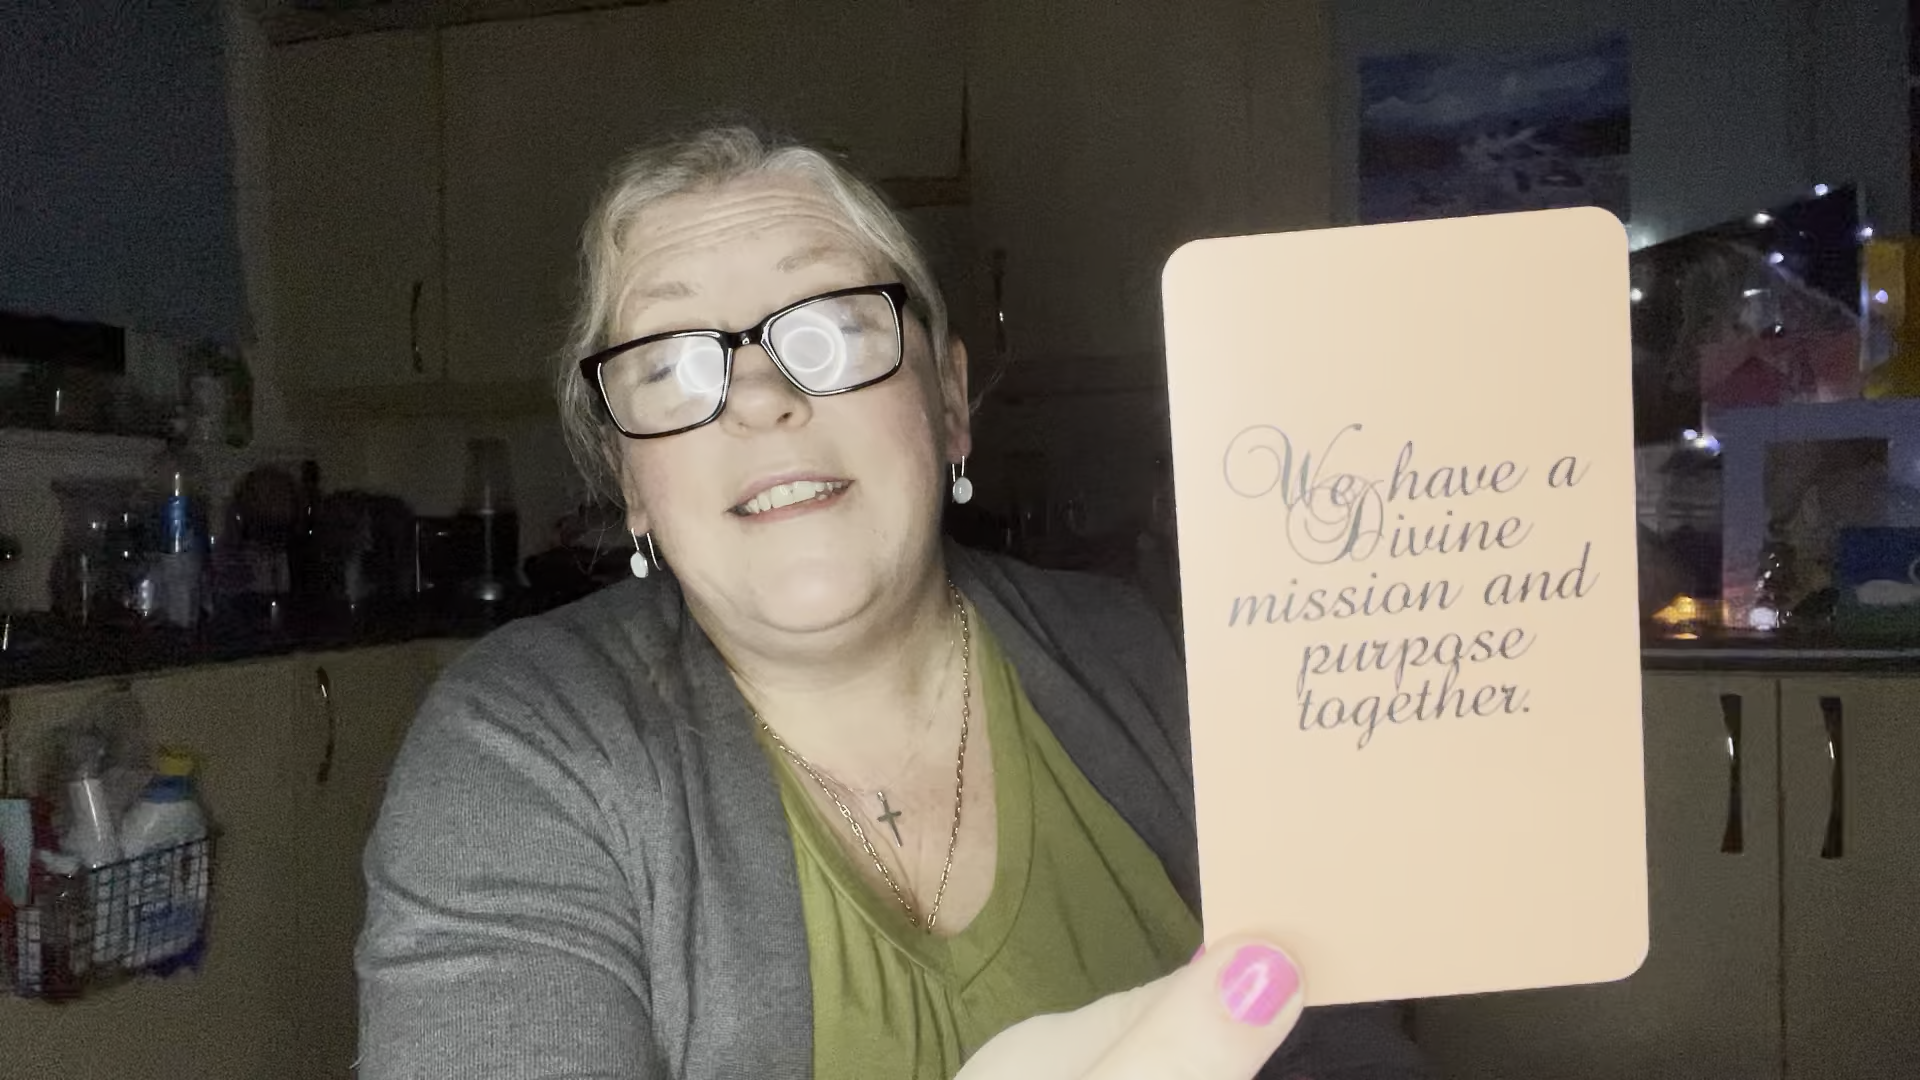 We have a
Divine
mission and
purpose
together.